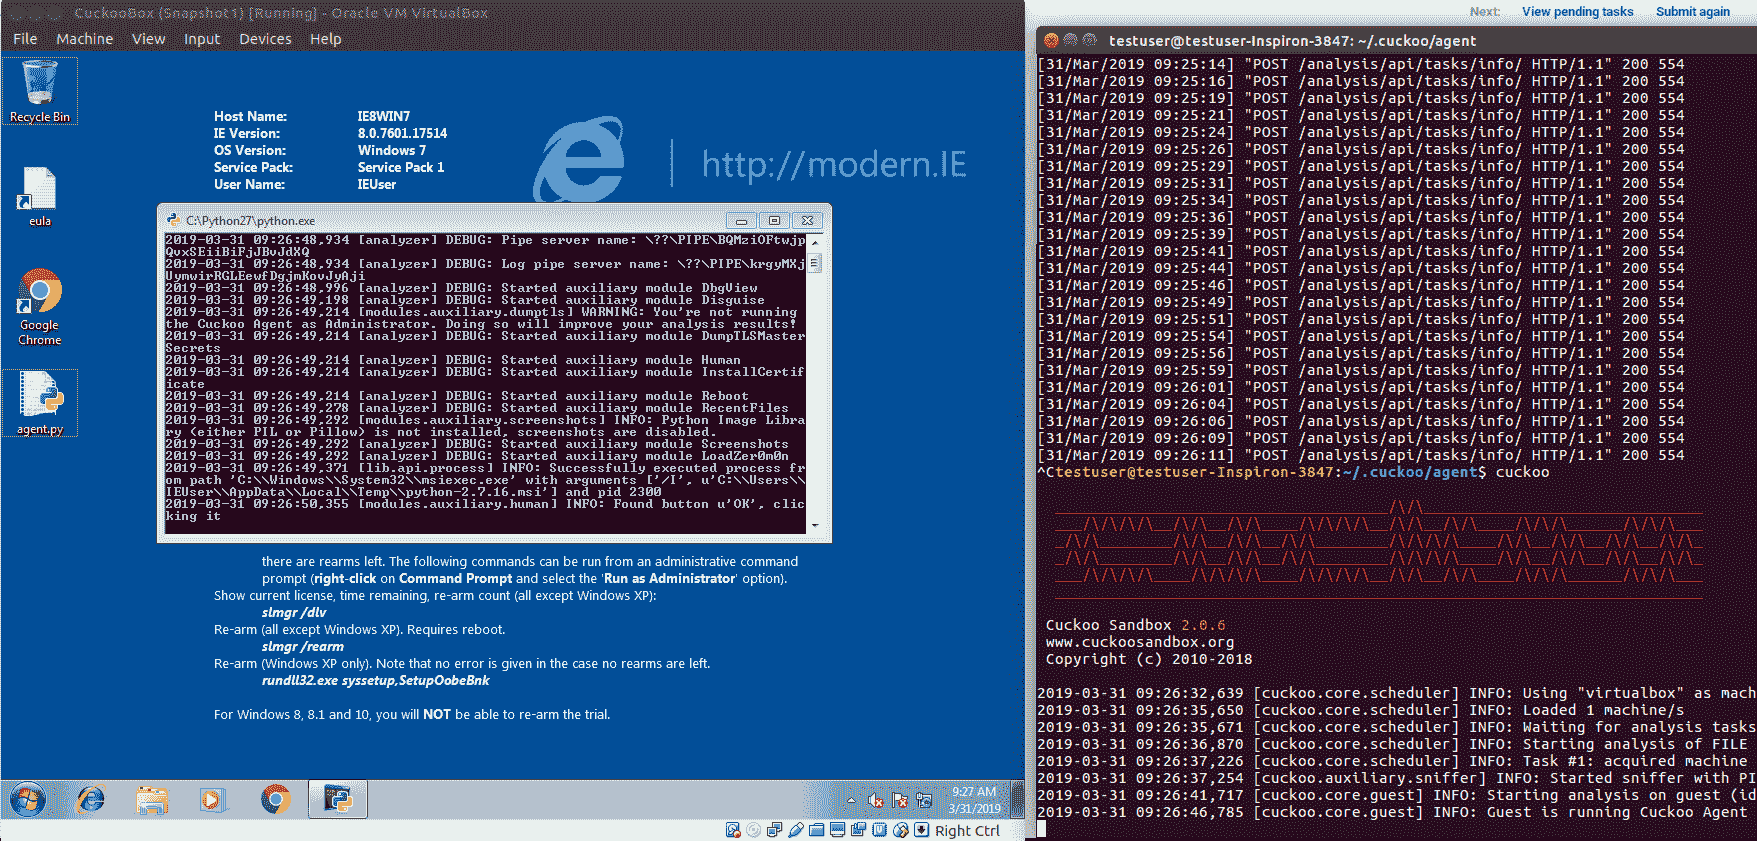 CuckooBox (Snapshot1) [Running] - Oracle VM VirtualBox
File Machine View Input Devices Help
Recycle Bin
eula
Google
Chrome
agent.py
Host Name: IE8WIN7
IE Version: 8.0.7601.17514
OS Version: Windows 7
Service Pack: Service Pack 1
User Name: IEUser
http://modern.IE
C:\Python27\python.exe
2019-03-31 09:26:48,934 [analyzer] DEBUG: Pipe server name: \??\PIPE\BQMziOFtwjp
QvxSEiiBiFjJBvJdXQ
2019-03-31 09:26:48,934 [analyzer] DEBUG: Log pipe server name: \??\PIPE\krgyMXj
UymwirRGLEewfDgjmKovJyAji
2019-03-31 09:26:48,996 [analyzer] DEBUG: Started auxiliary module DbgView
2019-03-31 09:26:49,198 [analyzer] DEBUG: Started auxiliary module Disguise
2019-03-31 09:26:49,214 [modules.auxiliary.dumptls] WARNING: You're not running
the Cuckoo Agent as Administrator. Doing so will improve your analysis results!
2019-03-31 09:26:49,214 [analyzer] DEBUG: Started auxiliary module DumpTLSMaster
Secrets
2019-03-31 09:26:49,214 [analyzer] DEBUG: Started auxiliary module Human
2019-03-31 09:26:49,214 [analyzer] DEBUG: Started auxiliary module InstallCertif
icate
2019-03-31 09:26:49,214 [analyzer] DEBUG: Started auxiliary module Reboot
2019-03-31 09:26:49,278 [analyzer] DEBUG: Started auxiliary module RecentFiles
2019-03-31 09:26:49,292 [modules.auxiliary.screenshots] INFO: Python Image Libra
ry (either PIL or Pillow) is not installed, screenshots are disabled.
2019-03-31 09:26:49,292 [analyzer] DEBUG: Started auxiliary module Screenshots
2019-03-31 09:26:49,292 [analyzer] DEBUG: Started auxiliary module LoadZer0m0n
2019-03-31 09:26:49,371 [lib.api.process] INFO: Successfully executed process fr
om path 'C:\\Windows\\System32\\msiexec.exe' with arguments ['/I', u'C:\\Users\\
IEUser\\AppData\\Local\\Temp\\python-2.7.16.msi'] and pid 2300
2019-03-31 09:26:50,355 [modules.auxiliary.human] INFO: Found button u'OK', clic
king it
there are rearms left. The following commands can be run from an administrative command
prompt (right-click on Command Prompt and select the 'Run as Administrator' option).
Show current license, time remaining, re-arm count (all except Windows XP):
slmgr /dlv
Re-arm (all except Windows XP). Requires reboot.
slmgr /rearm
Re-arm (Windows XP only). Note that no error is given in the case no rearms are left.
rundll32.exe syssetup,SetupOobeBnk
For Windows 8, 8.1 and 10, you will NOT be able to re-arm the trial.
9:27 AM
3/31/2019
Right Ctrl
Next: View pending tasks Submit again
testuser@testuser-Inspiron-3847: ~/.cuckoo/agent
[31/Mar/2019 09:25:14] "POST /analysis/api/tasks/info/ HTTP/1.1" 200 554
[31/Mar/2019 09:25:16] "POST /analysis/api/tasks/info/ HTTP/1.1" 200 554
[31/Mar/2019 09:25:19] "POST /analysis/api/tasks/info/ HTTP/1.1" 200 554
[31/Mar/2019 09:25:21] "POST /analysis/api/tasks/info/ HTTP/1.1" 200 554
[31/Mar/2019 09:25:24] "POST /analysis/api/tasks/info/ HTTP/1.1" 200 554
[31/Mar/2019 09:25:26] "POST /analysis/api/tasks/info/ HTTP/1.1" 200 554
[31/Mar/2019 09:25:29] "POST /analysis/api/tasks/info/ HTTP/1.1" 200 554
[31/Mar/2019 09:25:31] "POST /analysis/api/tasks/info/ HTTP/1.1" 200 554
[31/Mar/2019 09:25:34] "POST /analysis/api/tasks/info/ HTTP/1.1" 200 554
[31/Mar/2019 09:25:36] "POST /analysis/api/tasks/info/ HTTP/1.1" 200 554
[31/Mar/2019 09:25:39] "POST /analysis/api/tasks/info/ HTTP/1.1" 200 554
[31/Mar/2019 09:25:41] "POST /analysis/api/tasks/info/ HTTP/1.1" 200 554
[31/Mar/2019 09:25:44] "POST /analysis/api/tasks/info/ HTTP/1.1" 200 554
[31/Mar/2019 09:25:46] "POST /analysis/api/tasks/info/ HTTP/1.1" 200 554
[31/Mar/2019 09:25:49] "POST /analysis/api/tasks/info/ HTTP/1.1" 200 554
[31/Mar/2019 09:25:51] "POST /analysis/api/tasks/info/ HTTP/1.1" 200 554
[31/Mar/2019 09:25:54] "POST /analysis/api/tasks/info/ HTTP/1.1" 200 554
[31/Mar/2019 09:25:56] "POST /analysis/api/tasks/info/ HTTP/1.1" 200 554
[31/Mar/2019 09:25:59] "POST /analysis/api/tasks/info/ HTTP/1.1" 200 554
[31/Mar/2019 09:26:01] "POST /analysis/api/tasks/info/ HTTP/1.1" 200 554
[31/Mar/2019 09:26:04] "POST /analysis/api/tasks/info/ HTTP/1.1" 200 554
[31/Mar/2019 09:26:06] "POST /analysis/api/tasks/info/ HTTP/1.1" 200 554
[31/Mar/2019 09:26:09] "POST /analysis/api/tasks/info/ HTTP/1.1" 200 554
[31/Mar/2019 09:26:11] "POST /analysis/api/tasks/info/ HTTP/1.1" 200 554
^Ctestuser@testuser-Inspiron-3847:~/.cuckoo/agent$ cuckoo
Cuckoo Sandbox 2.0.6
www.cuckoosandbox.org
Copyright (c) 2010-2018
2019-03-31 09:26:32,639 [cuckoo.core.scheduler] INFO: Using "virtualbox" as mach
2019-03-31 09:26:35,650 [cuckoo.core.scheduler] INFO: Loaded 1 machine/s
2019-03-31 09:26:35,671 [cuckoo.core.scheduler] INFO: Waiting for analysis tasks
2019-03-31 09:26:36,870 [cuckoo.core.scheduler] INFO: Starting analysis of FILE
2019-03-31 09:26:37,226 [cuckoo.core.scheduler] INFO: Task #1: acquired machine
2019-03-31 09:26:37,254 [cuckoo.auxiliary.sniffer] INFO: Started sniffer with PI
2019-03-31 09:26:41,717 [cuckoo.core.guest] INFO: Starting analysis on guest (id
2019-03-31 09:26:46,785 [cuckoo.core.guest] INFO: Guest is running Cuckoo Agent